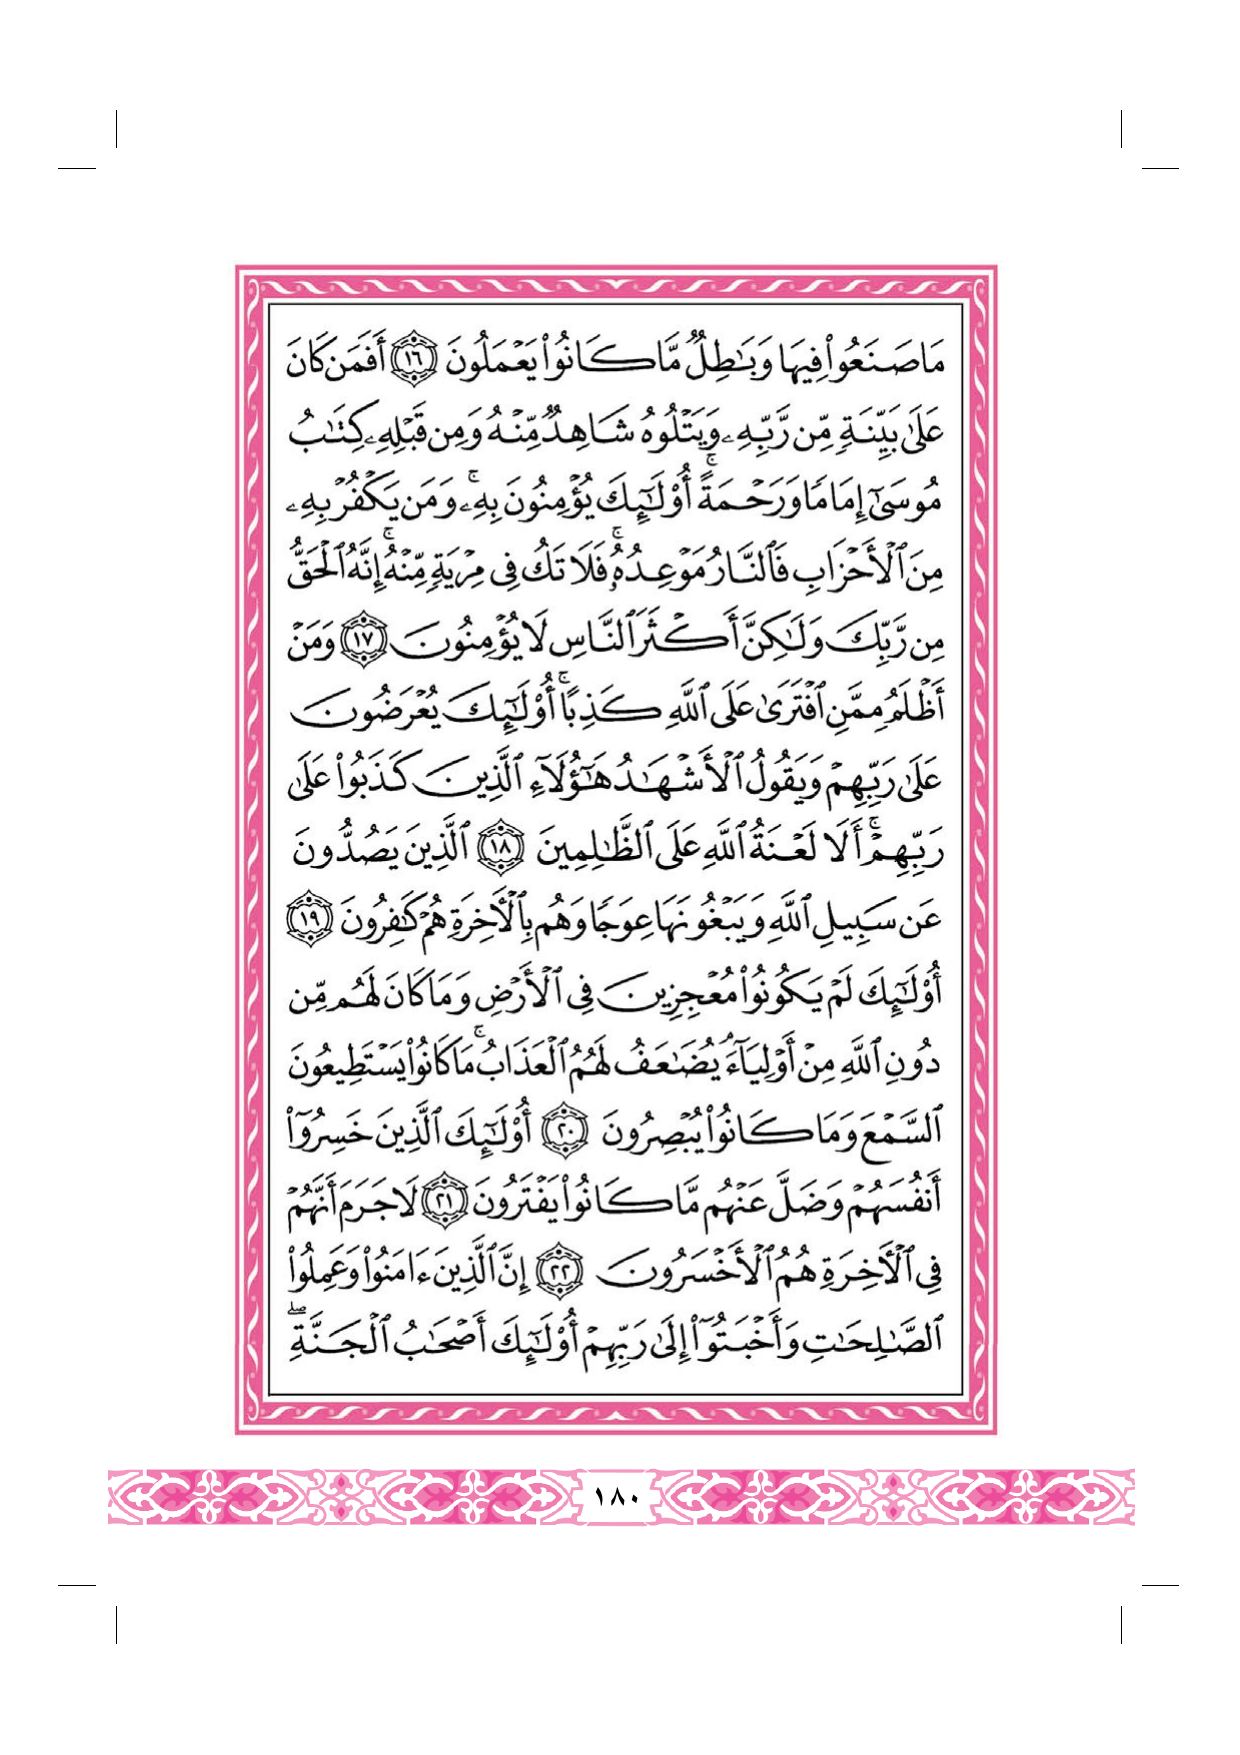 مَا صَنَعُواْ فِيهَا وَبَٰطِلٌ مَّا كَانُواْ يَعْمَلُونَ ١٦ أَفَمَن كَانَ
عَلَىٰ بَيِّنَةٍ مِّن رَّبِّهِۦ وَيَتْلُوهُ شَاهِدٌ مِّنْهُ وَمِن قَبْلِهِۦ كِتَٰبُ
مُوسَىٰٓ إِمَامًا وَرَحْمَةً ۚ أُوْلَٰٓئِكَ يُؤْمِنُونَ بِهِۦ ۚ وَمَن يَكْفُرْ بِهِۦ
مِنَ ٱلْأَحْزَابِ فَٱلنَّارُ مَوْعِدُهُۥ ۚ فَلَا تَكُ فِى مِرْيَةٍ مِّنْهُ ۚ إِنَّهُ ٱلْحَقُّ
مِن رَّبِّكَ وَلَٰكِنَّ أَكْثَرَ ٱلنَّاسِ لَا يُؤْمِنُونَ ١٧ وَمَنْ
أَظْلَمُ مِمَّنِ ٱفْتَرَىٰ عَلَى ٱللَّهِ كَذِبًا ۚ أُوْلَٰٓئِكَ يُعْرَضُونَ
عَلَىٰ رَبِّهِمْ وَيَقُولُ ٱلْأَشْهَٰدُ هَٰٓؤُلَآءِ ٱلَّذِينَ كَذَبُواْ عَلَىٰ
رَبِّهِمْ ۚ أَلَا لَعْنَةُ ٱللَّهِ عَلَى ٱلظَّٰلِمِينَ ١٨ ٱلَّذِينَ يَصُدُّونَ
عَن سَبِيلِ ٱللَّهِ وَيَبْغُونَهَا عِوَجًا وَهُم بِٱلْأَخِرَةِ هُمْ كَٰفِرُونَ ١٩
أُوْلَٰٓئِكَ لَمْ يَكُونُواْ مُعْجِزِينَ فِى ٱلْأَرْضِ وَمَا كَانَ لَهُم مِّن
دُونِ ٱللَّهِ مِنْ أَوْلِيَآءَ ۘ يُضَٰعَفُ لَهُمُ ٱلْعَذَابُ ۚ مَا كَانُواْ يَسْتَطِيعُونَ
ٱلسَّمْعَ وَمَا كَانُواْ يُبْصِرُونَ ٢٠ أُوْلَٰٓئِكَ ٱلَّذِينَ خَسِرُوٓاْ
أَنفُسَهُمْ وَضَلَّ عَنْهُم مَّا كَانُواْ يَفْتَرُونَ ٢١ لَا جَرَمَ أَنَّهُمْ
فِى ٱلْأَخِرَةِ هُمُ ٱلْأَخْسَرُونَ ٢٢ إِنَّ ٱلَّذِينَ ءَامَنُواْ وَعَمِلُواْ
ٱلصَّٰلِحَٰتِ وَأَخْبَتُوٓاْ إِلَىٰ رَبِّهِمْ أُوْلَٰٓئِكَ أَصْحَٰبُ ٱلْجَنَّةِ ۖ
١٨٠